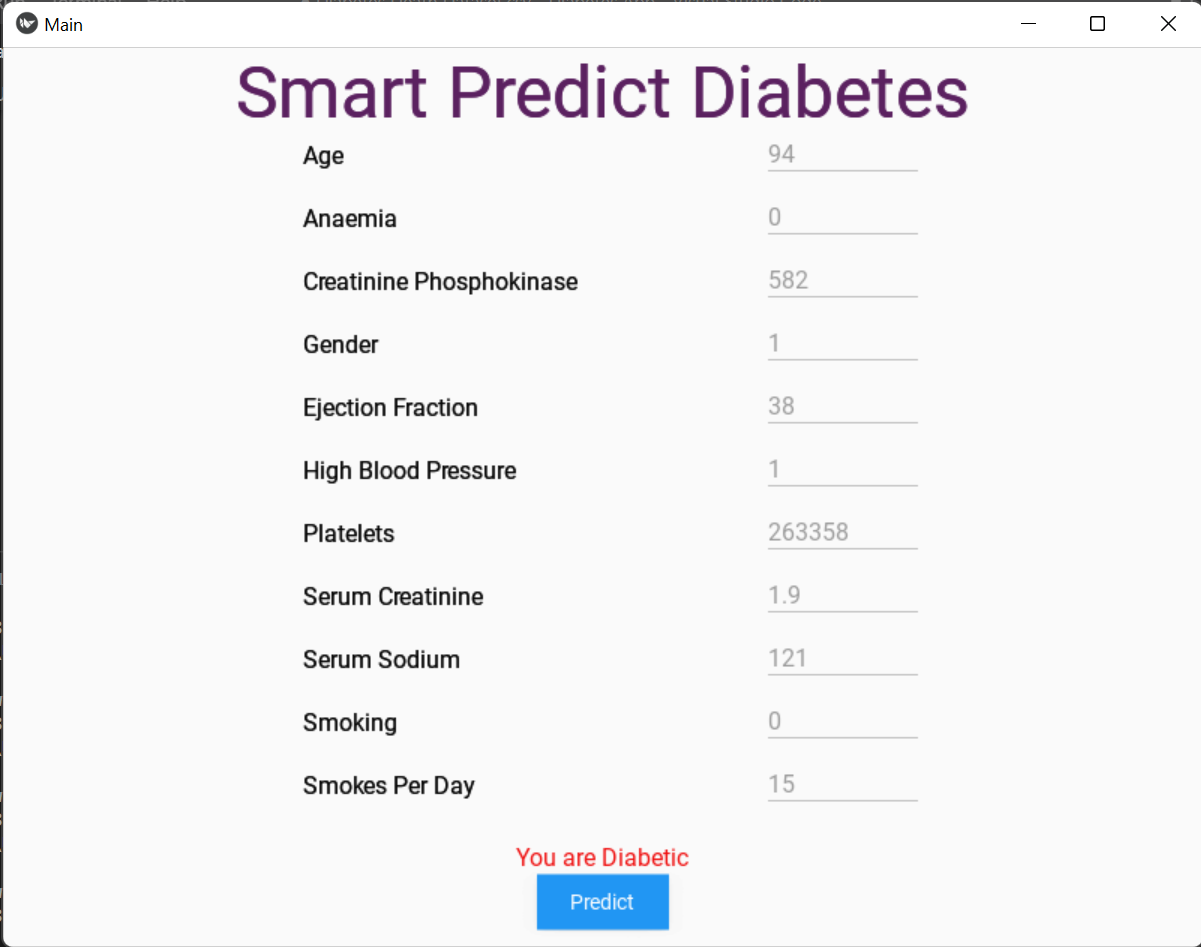 Main
Smart Predict Diabetes
Age 94
Anaemia 0
Creatinine Phosphokinase 582
Gender 1
Ejection Fraction 38
High Blood Pressure 1
Platelets 263358
Serum Creatinine 1.9
Serum Sodium 121
Smoking 0
Smokes Per Day 15
You are Diabetic
Predict